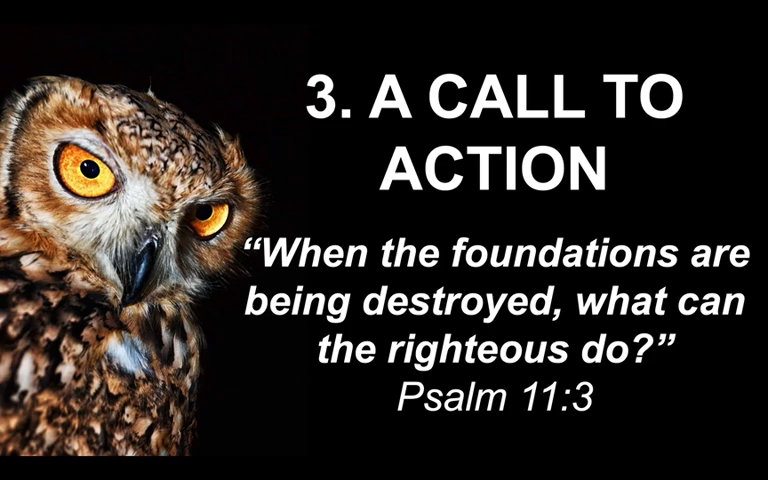 3. A CALL TO
ACTION
“When the foundations are
being destroyed, what can
the righteous do?”
Psalm 11:3